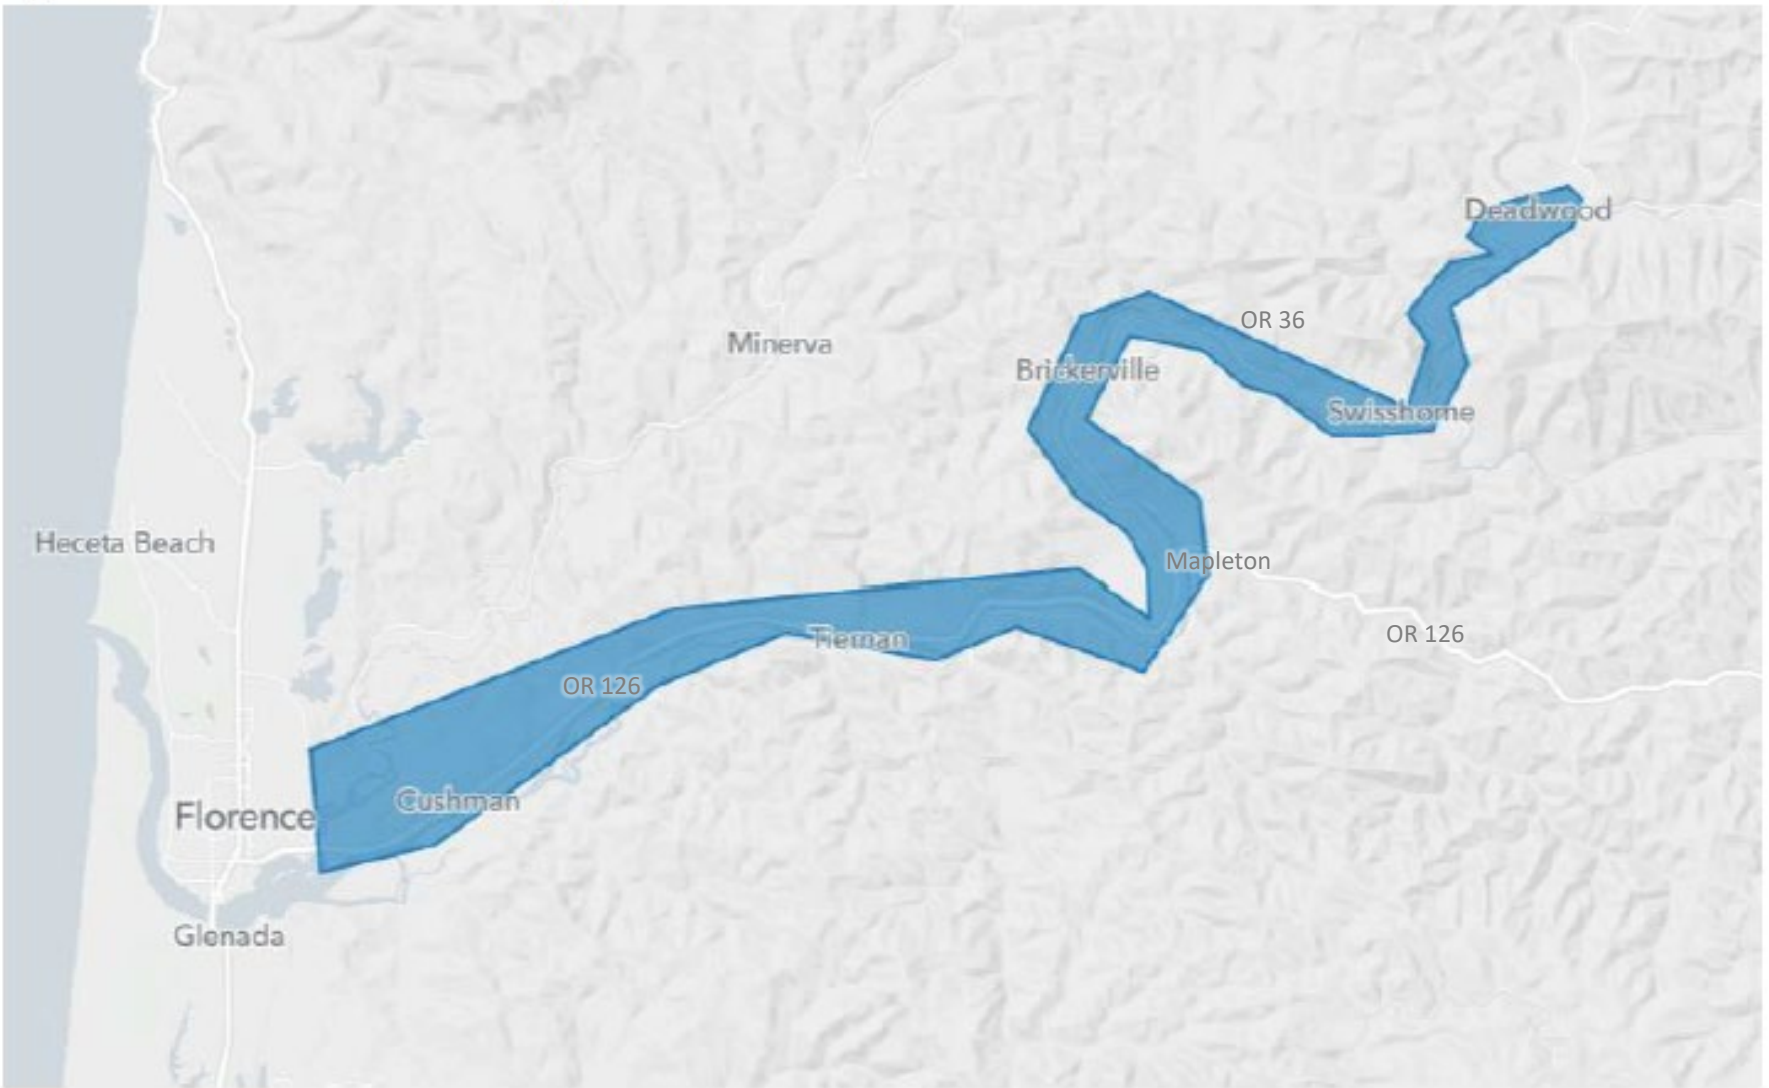 Deadwood
OR 36
Minerva
Brickerville
Swisshome
Heceta Beach
Mapleton
OR 126
Tiernan
OR 126
Cushman
Florence
Glenada